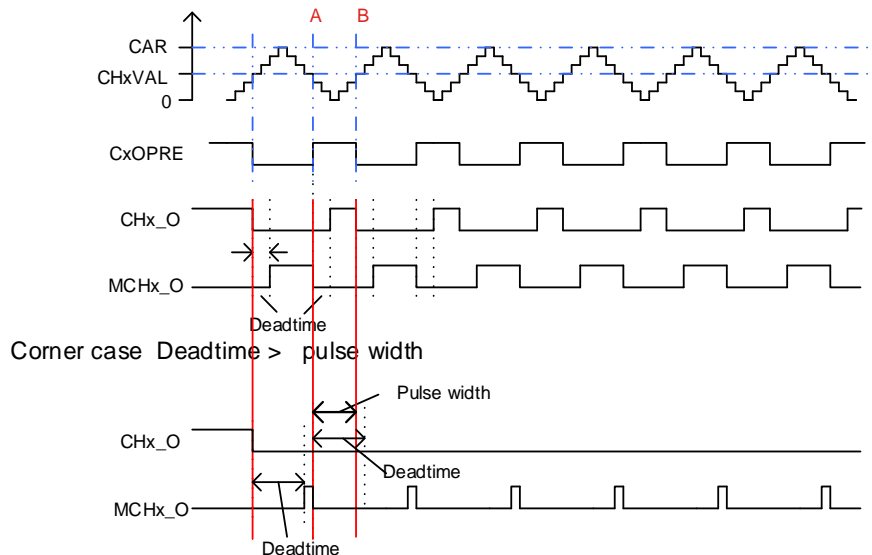 A B
CAR
CHxVAL
0
CxOPRE
CHx_O
MCHx_O
Deadtime
Corner case Deadtime > pulse width
Pulse width
CHx_O
Deadtime
MCHx_O
Deadtime